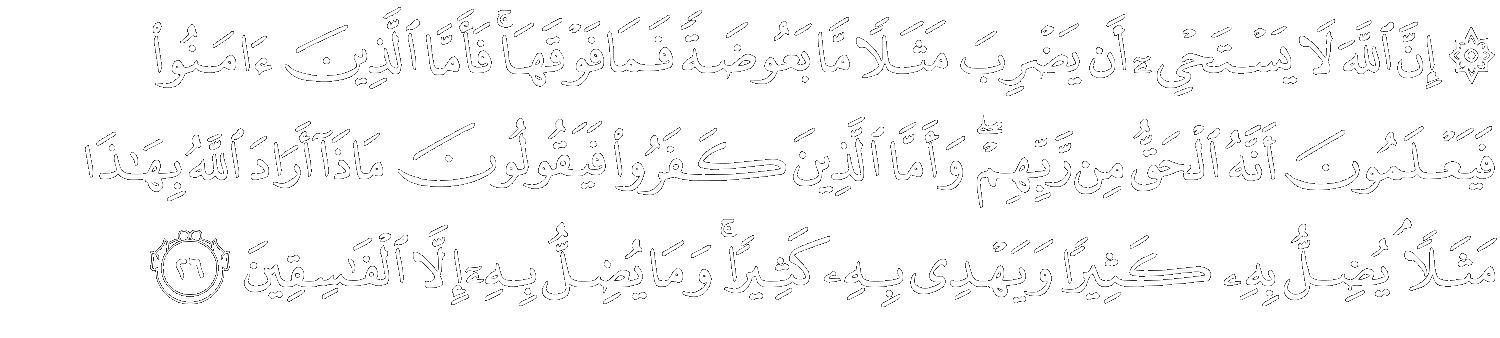 ۞ إِنَّ ٱللَّهَ لَا يَسْتَحْىِۦٓ أَن يَضْرِبَ مَثَلًا مَّا بَعُوضَةً فَمَا فَوْقَهَا ۚ فَأَمَّا ٱلَّذِينَ ءَامَنُوا۟
فَيَعْلَمُونَ أَنَّهُ ٱلْحَقُّ مِن رَّبِّهِمْ ۖ وَأَمَّا ٱلَّذِينَ كَفَرُوا۟ فَيَقُولُونَ مَاذَآ أَرَادَ ٱللَّهُ بِهَـٰذَا
مَثَلًا ۘ يُضِلُّ بِهِۦ كَثِيرًا وَيَهْدِى بِهِۦ كَثِيرًا ۚ وَمَا يُضِلُّ بِهِۦٓ إِلَّا ٱلْفَـٰسِقِينَ ٢٦